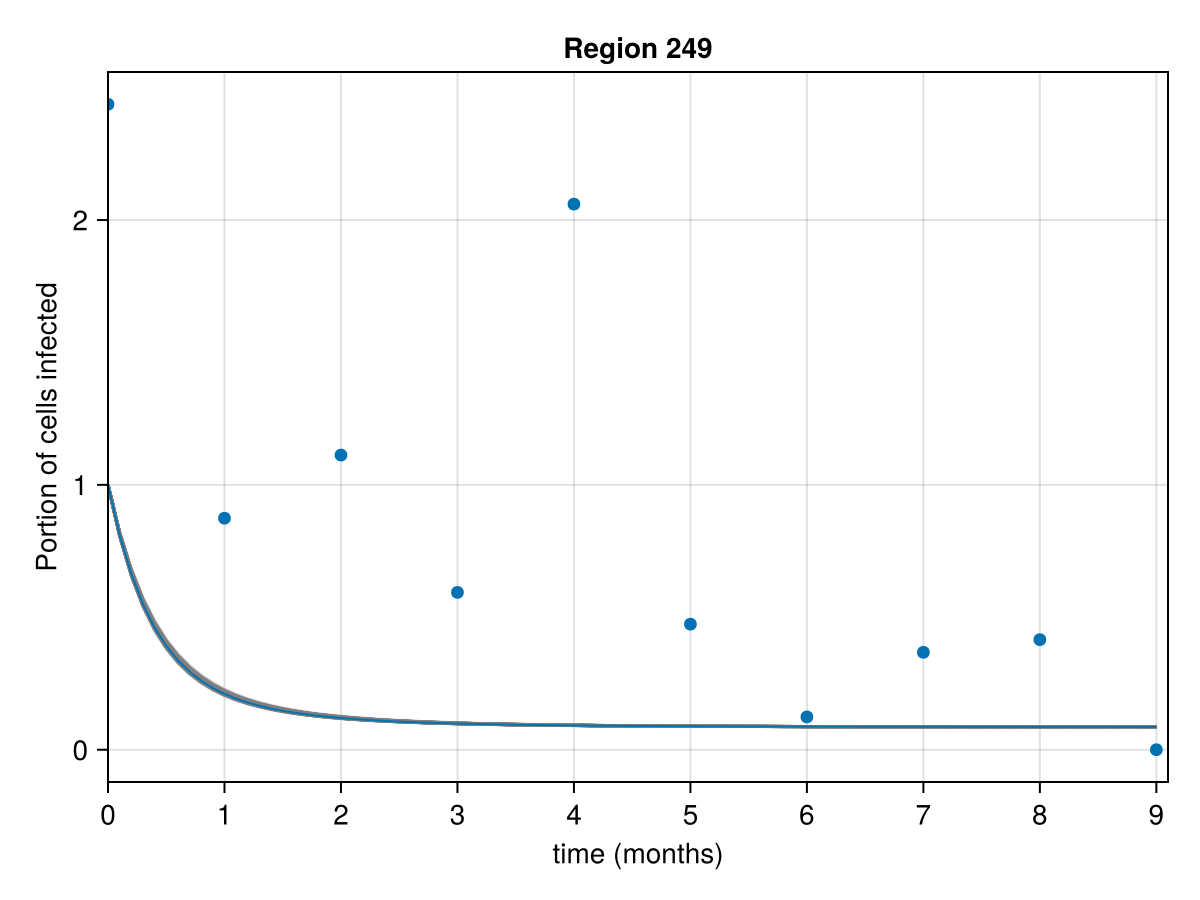 Region 249
Portion of cells infected
2
1
0
0 1 2 3 4 5 6 7 8 9
time (months)